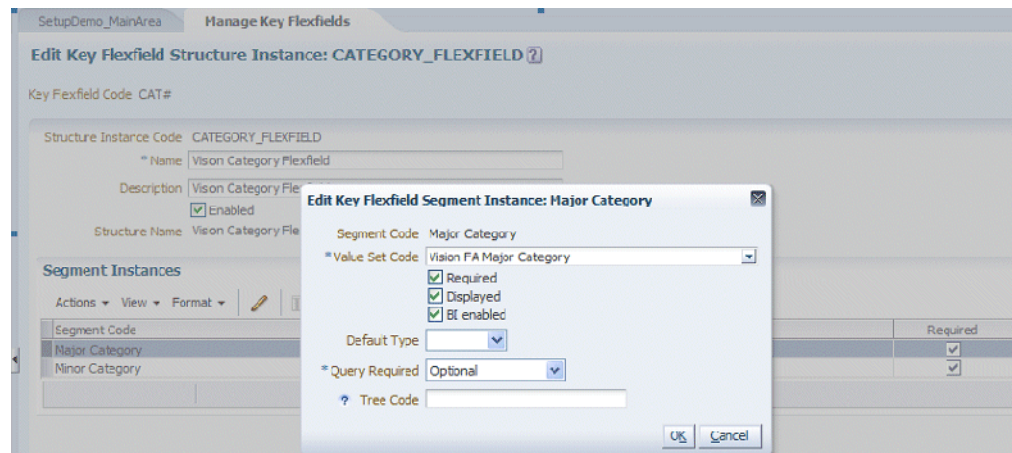 SetupDemo_MainArea Manage Key Flexfields
Edit Key Flexfield Structure Instance: CATEGORY_FLEXFIELD ?
Key Flexfield Code CAT#
Structure Instance Code CATEGORY_FLEXFIELD
* Name Vison Category Flexfield
Description Vison Category Fle
Enabled
Structure Name Vison Category Fle
Segment Instances
Actions View Format
Segment Code Required
Major Category
Minor Category
Edit Key Flexfield Segment Instance: Major Category
Segment Code Major Category
* Value Set Code Vision FA Major Category
Required
Displayed
BI enabled
Default Type
* Query Required Optional
? Tree Code
OK Cancel